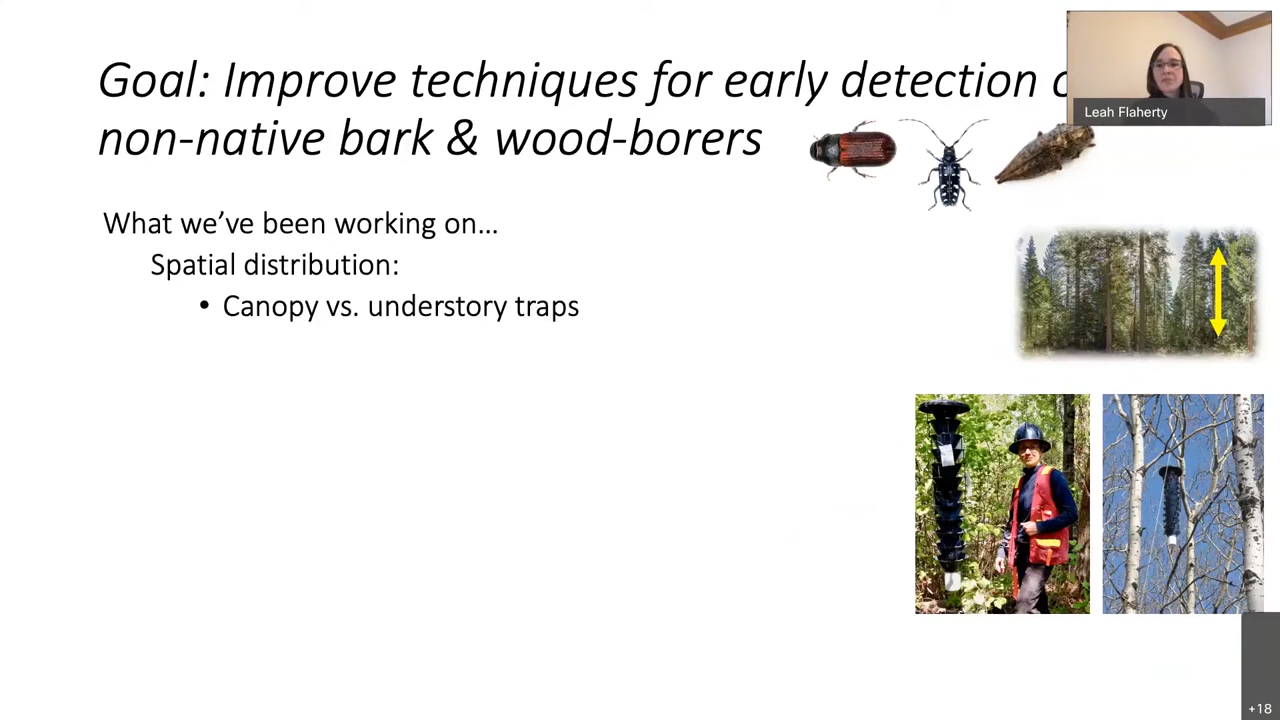 Goal: Improve techniques for early detection
non-native bark & wood-borers
Leah Flaherty
What we've been working on...
Spatial distribution:
• Canopy vs. understory traps
+18